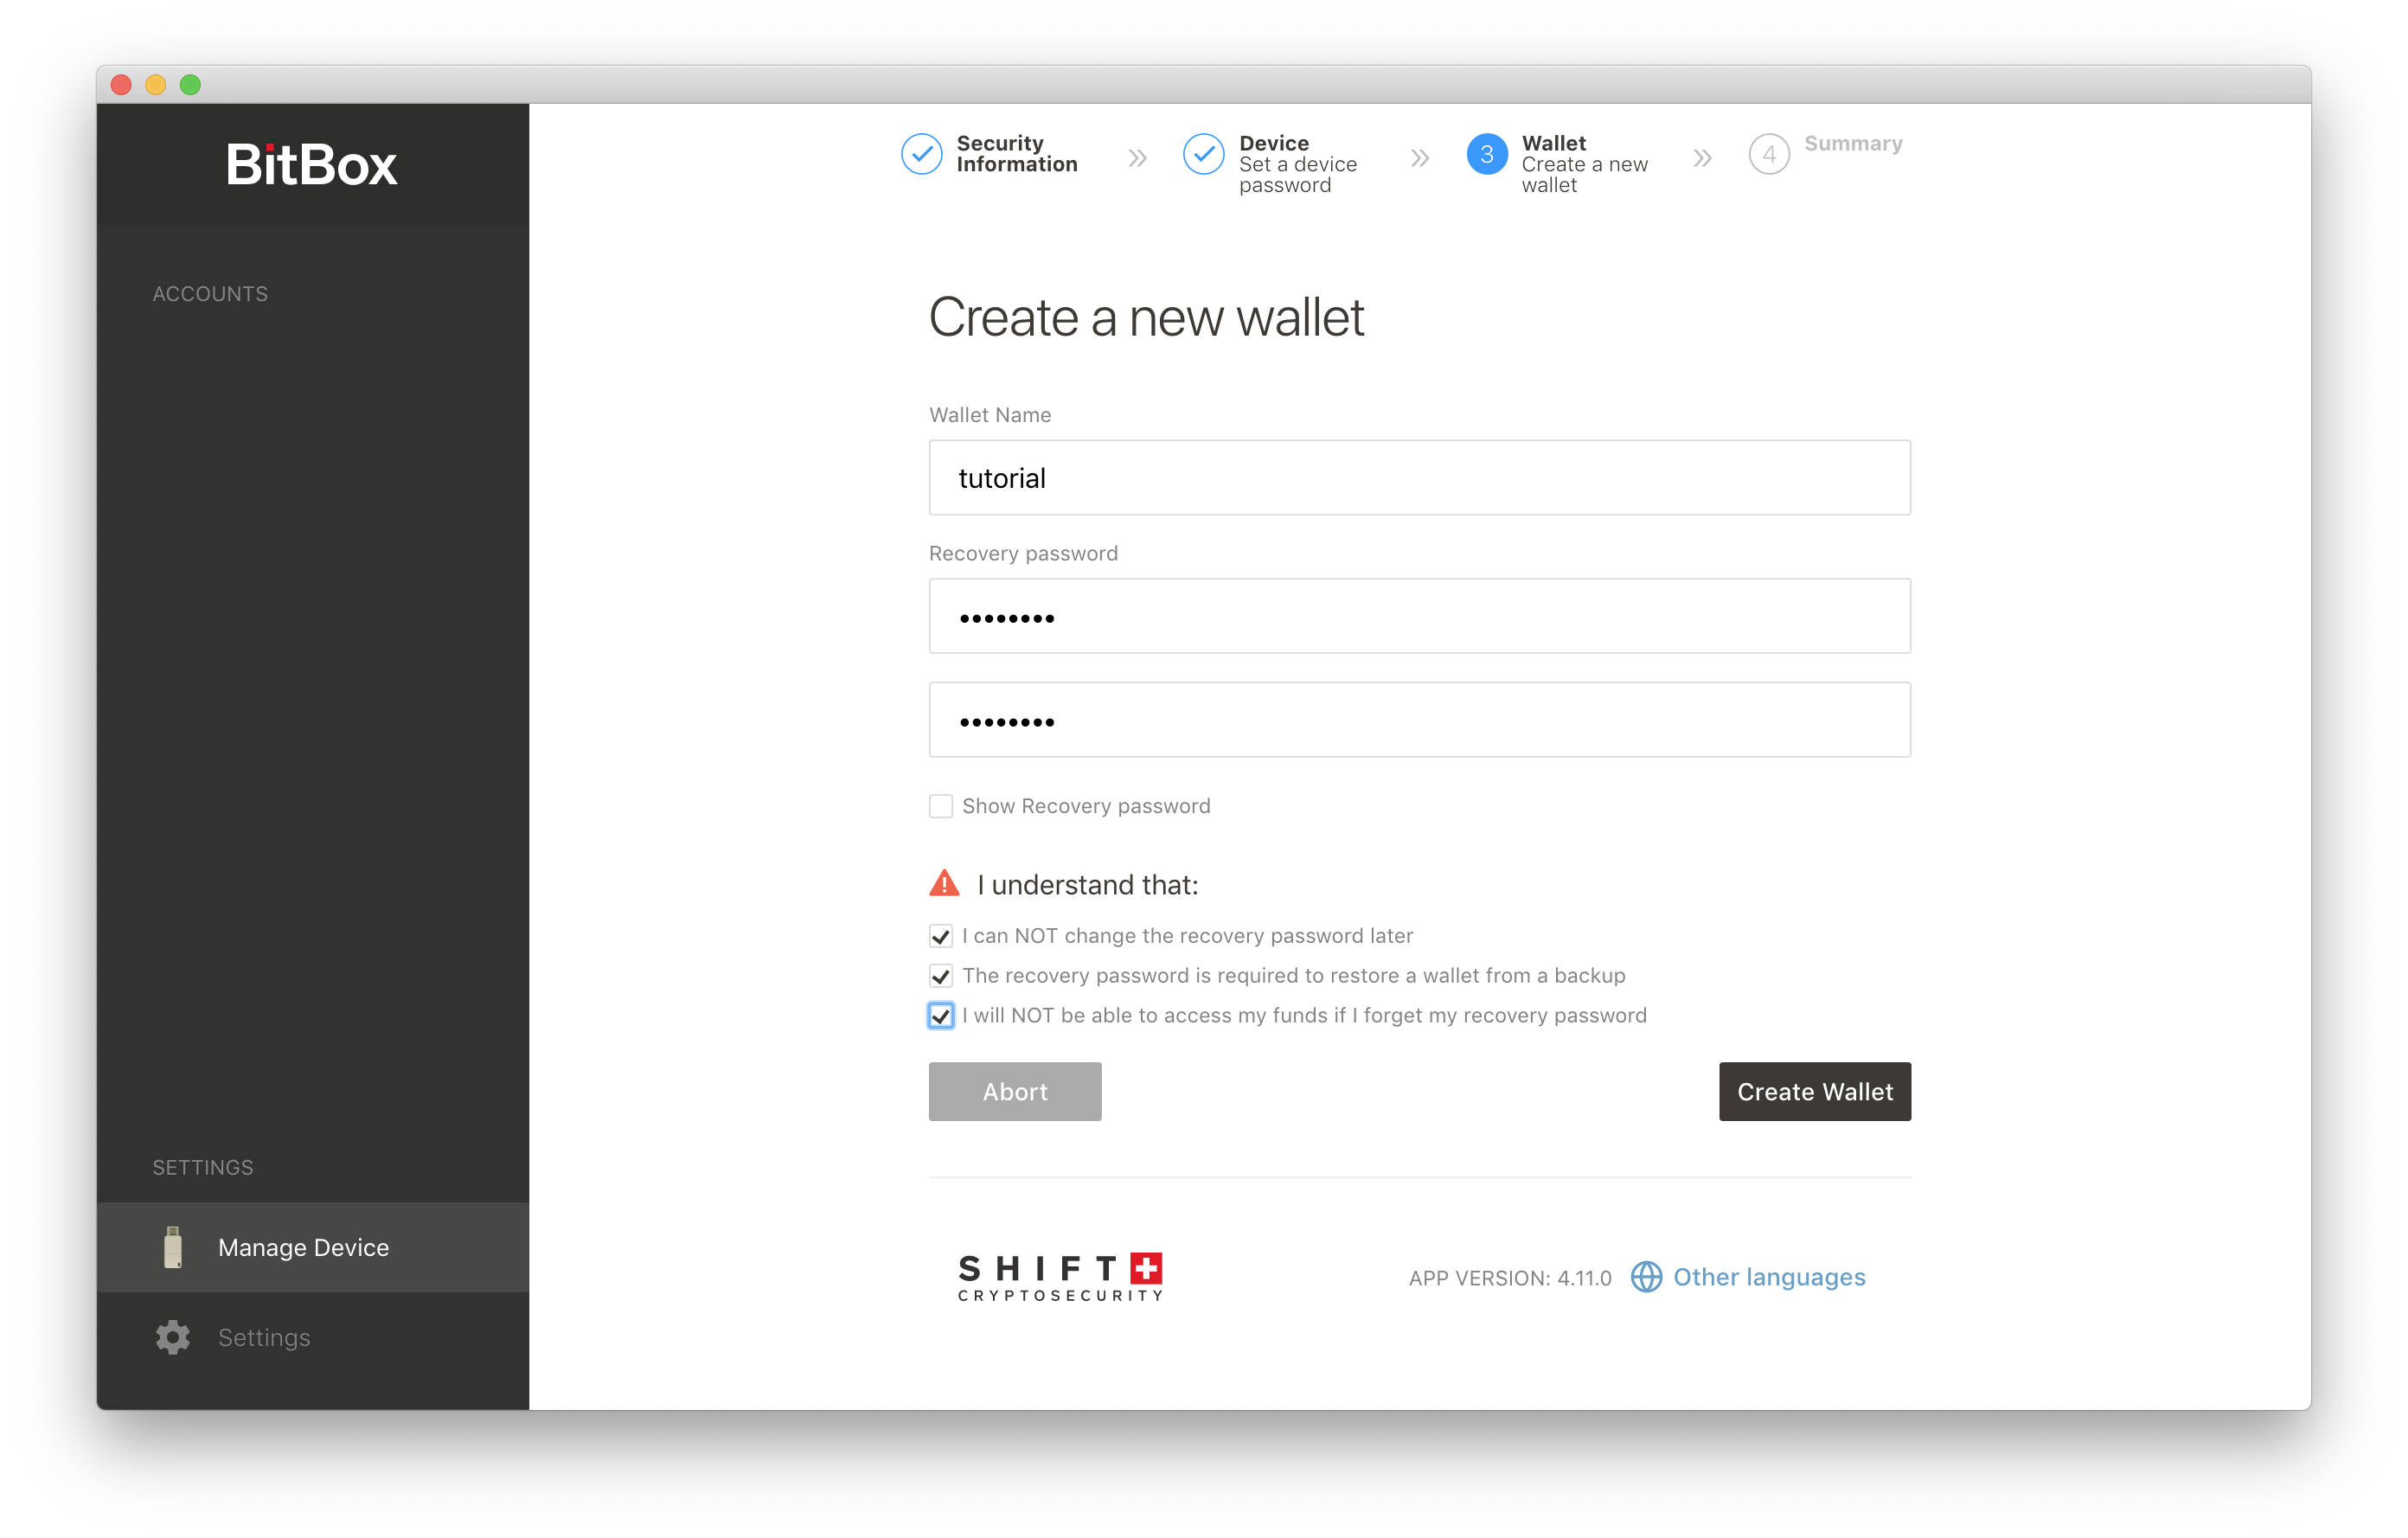 BitBox
ACCOUNTS
SETTINGS
Manage Device
Settings
Security
Information
Device
Set a device
password
3
Wallet
Create a new
wallet
4
Summary
Create a new wallet
Wallet Name
tutorial
Recovery password
••••••••
••••••••
Show Recovery password
I understand that:
I can NOT change the recovery password later
The recovery password is required to restore a wallet from a backup
I will NOT be able to access my funds if I forget my recovery password
Abort
Create Wallet
SHIFT
CRYPTOSECURITY
APP VERSION: 4.11.0
Other languages